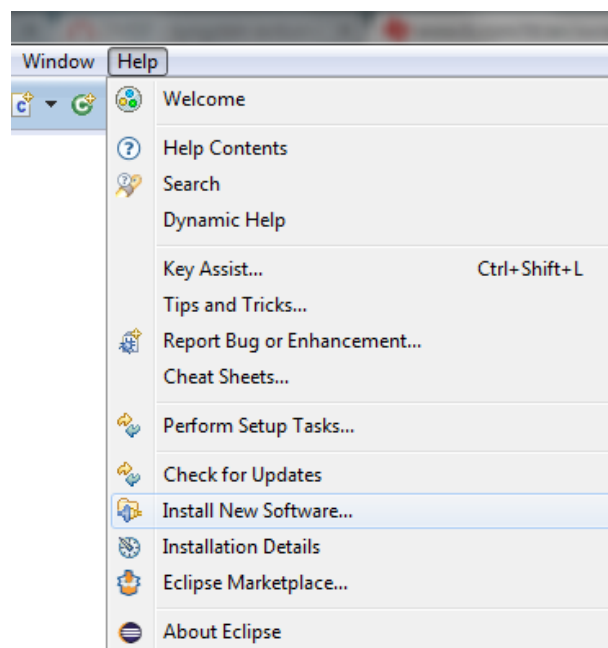 Window Help
Welcome
Help Contents
Search
Dynamic Help
Key Assist... Ctrl+Shift+L
Tips and Tricks...
Report Bug or Enhancement...
Cheat Sheets...
Perform Setup Tasks...
Check for Updates
Install New Software...
Installation Details
Eclipse Marketplace...
About Eclipse